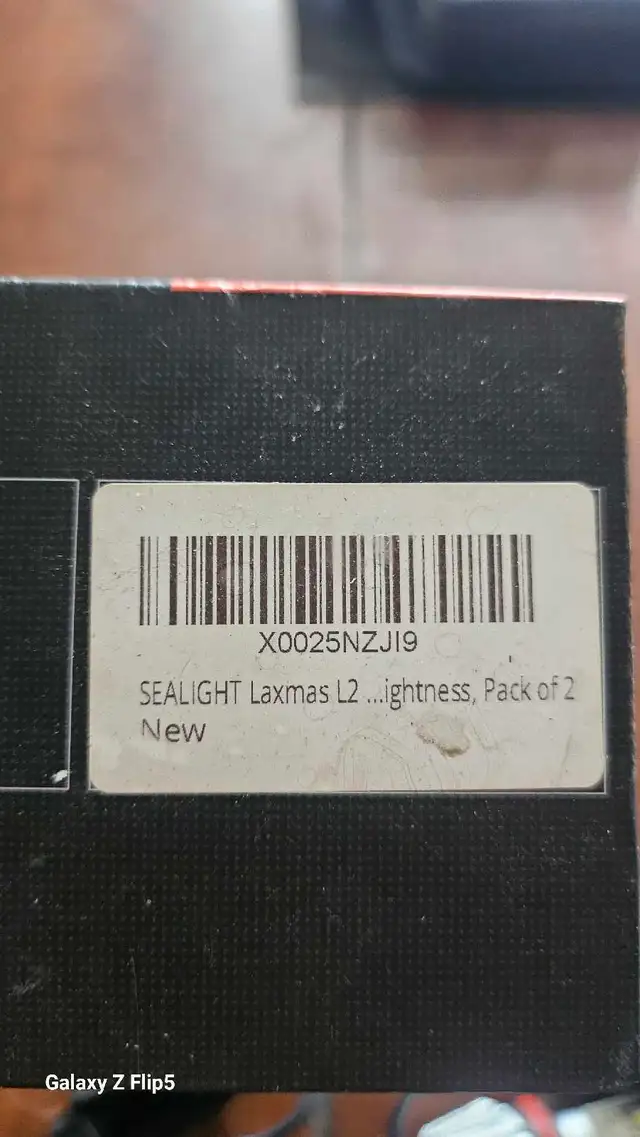 X0025NZJI9
SEALIGHT Laxmas L2 ...ightness, Pack of 2
New
Galaxy Z Flip5